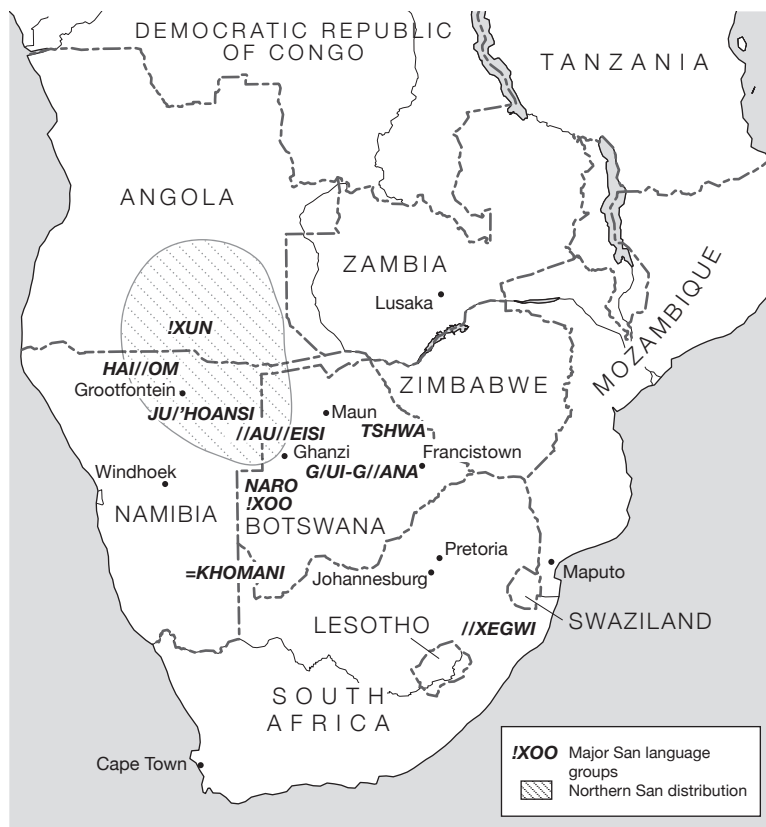 DEMOCRATIC REPUBLIC
OF CONGO
TANZANIA
ANGOLA
ZAMBIA
Lusaka
MOZAMBIQUE
!XUN
HAI//OM
Grootfontein
ZIMBABWE
JU/'HOANSI
Maun
//AU//EISI
TSHWA
Ghanzi
Francistown
G/UI-G//ANA
Windhoek
NARO
!XOO
NAMIBIA
BOTSWANA
Pretoria
=KHOMANI
Johannesburg
Maputo
LESOTHO
//XEGWI
SWAZILAND
SOUTH
AFRICA
Cape Town
!XOO Major San language
groups
Northern San distribution